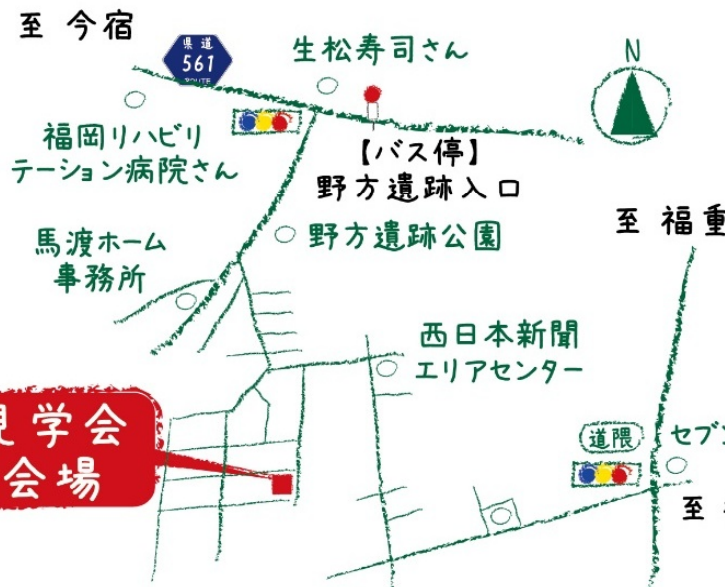 至 今宿
県道
561
ROUTE
生松寿司さん
N
福岡リハビリ
テーション病院さん
【バス停】
野方遺跡入口
至 福重
馬渡ホーム
事務所
野方遺跡公園
西日本新聞
エリアセンター
見学会
会場
道隈
セブ
至